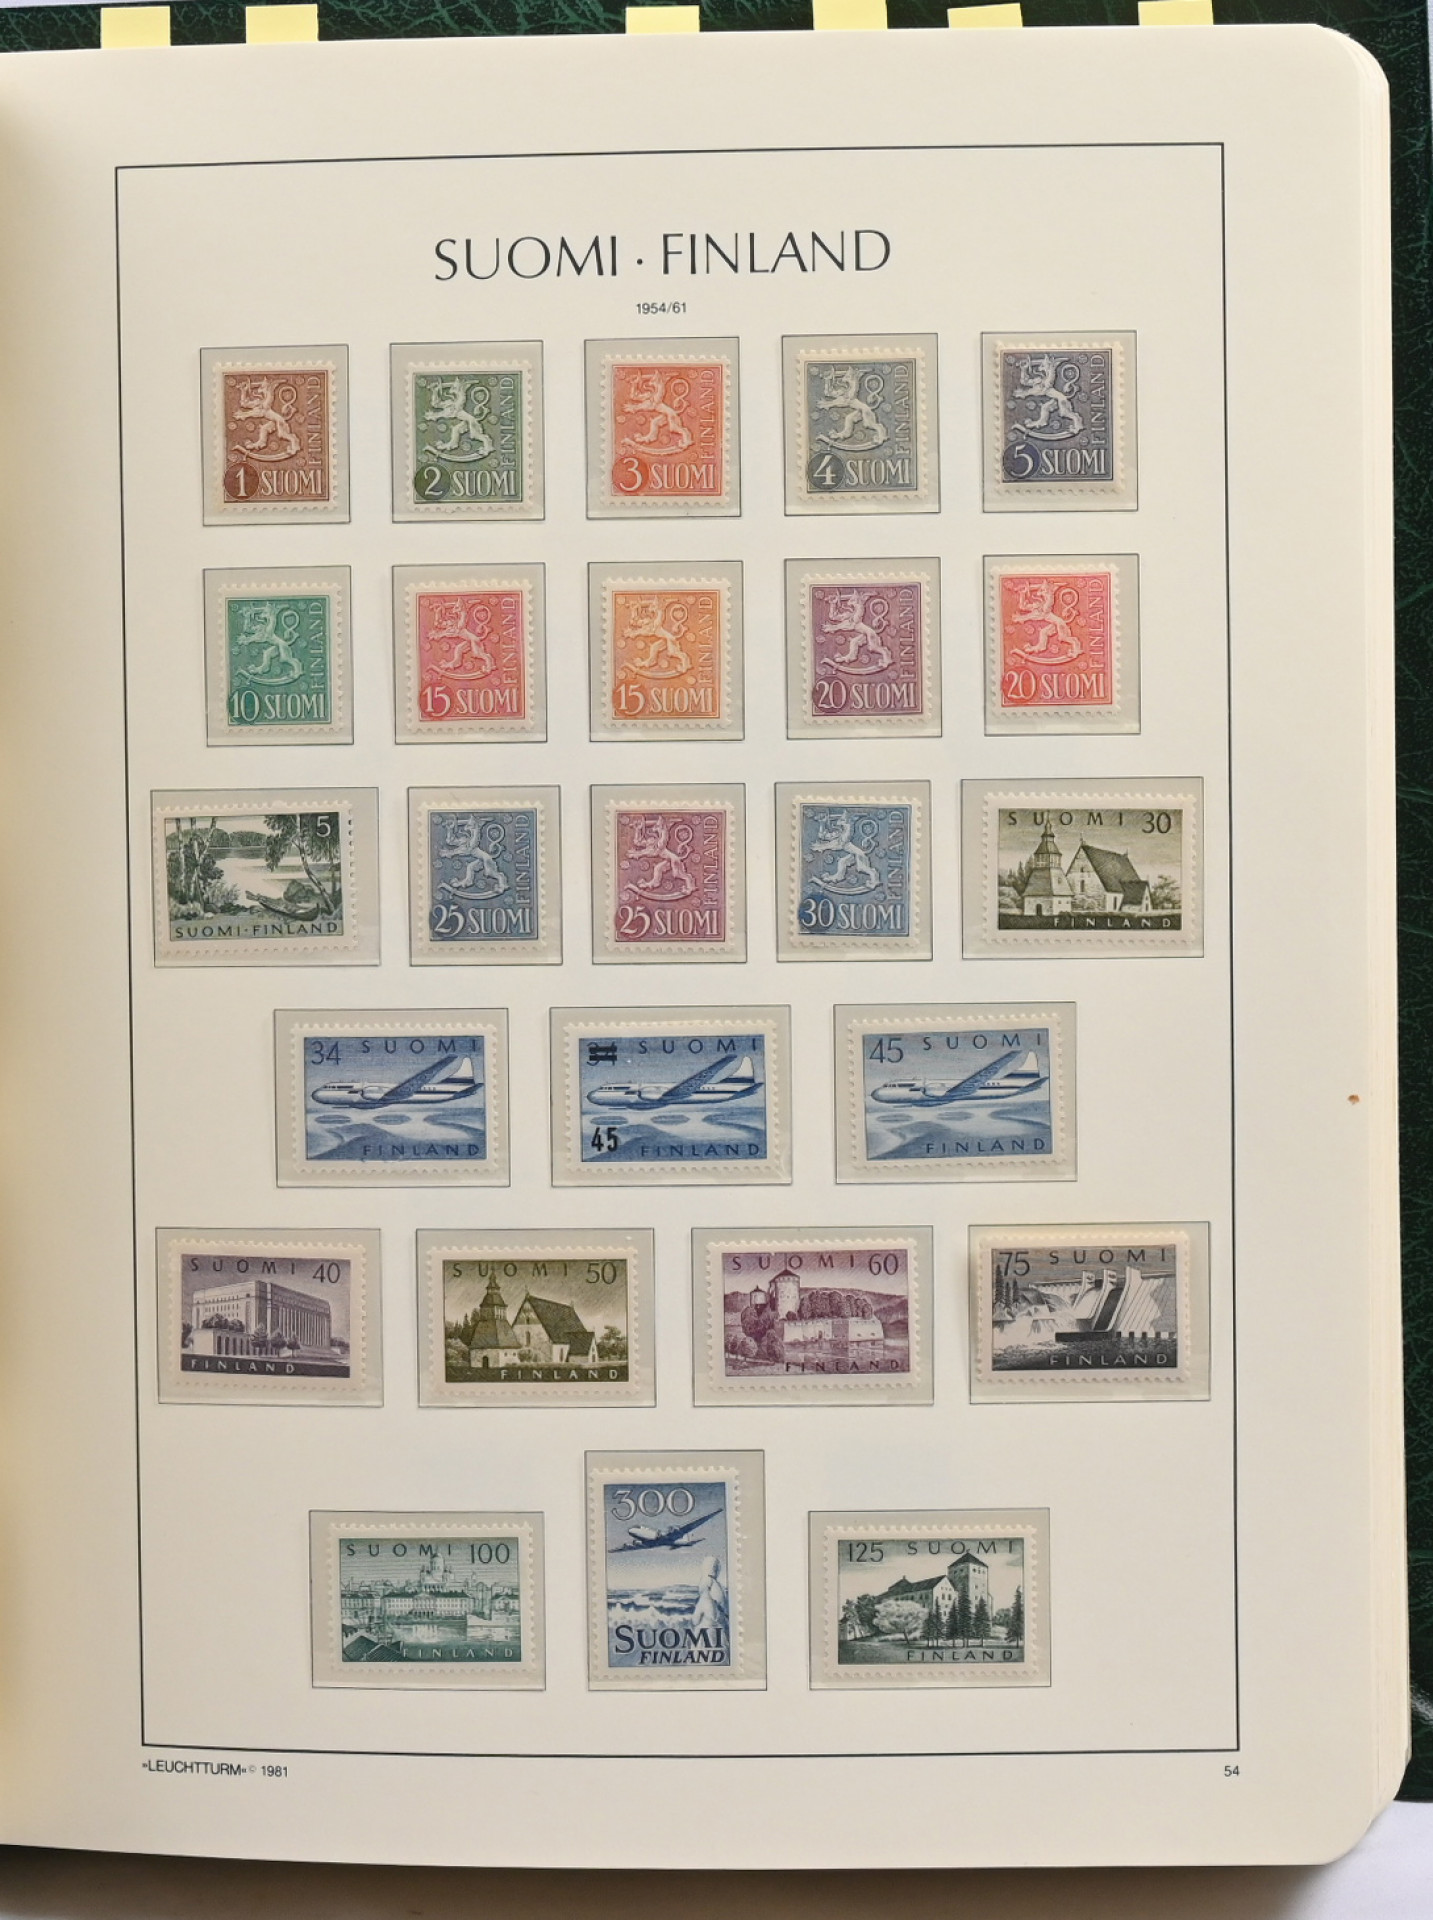 SUOMI · FINLAND
1954/61
1 SUOMI FINLAND
2 SUOMI FINLAND
3 SUOMI FINLAND
4 SUOMI FINLAND
5 SUOMI FINLAND
10 SUOMI FINLAND
15 SUOMI FINLAND
15 SUOMI FINLAND
20 SUOMI FINLAND
20 SUOMI FINLAND
5
SUOMI·FINLAND
25 SUOMI FINLAND
25 SUOMI FINLAND
30 SUOMI FINLAND
SUOMI 30
FINLAND
34 SUOMI
FINLAND
34 SUOMI
45 FINLAND
45 SUOMI
FINLAND
SUOMI 40
FINLAND
SUOMI 50
FINLAND
SUOMI 60
FINLAND
75 SUOMI
FINLAND
SUOMI 100
FINLAND
300
SUOMI
FINLAND
125 SUOMI
FINLAND
»LEUCHTTURM« © 1981
54